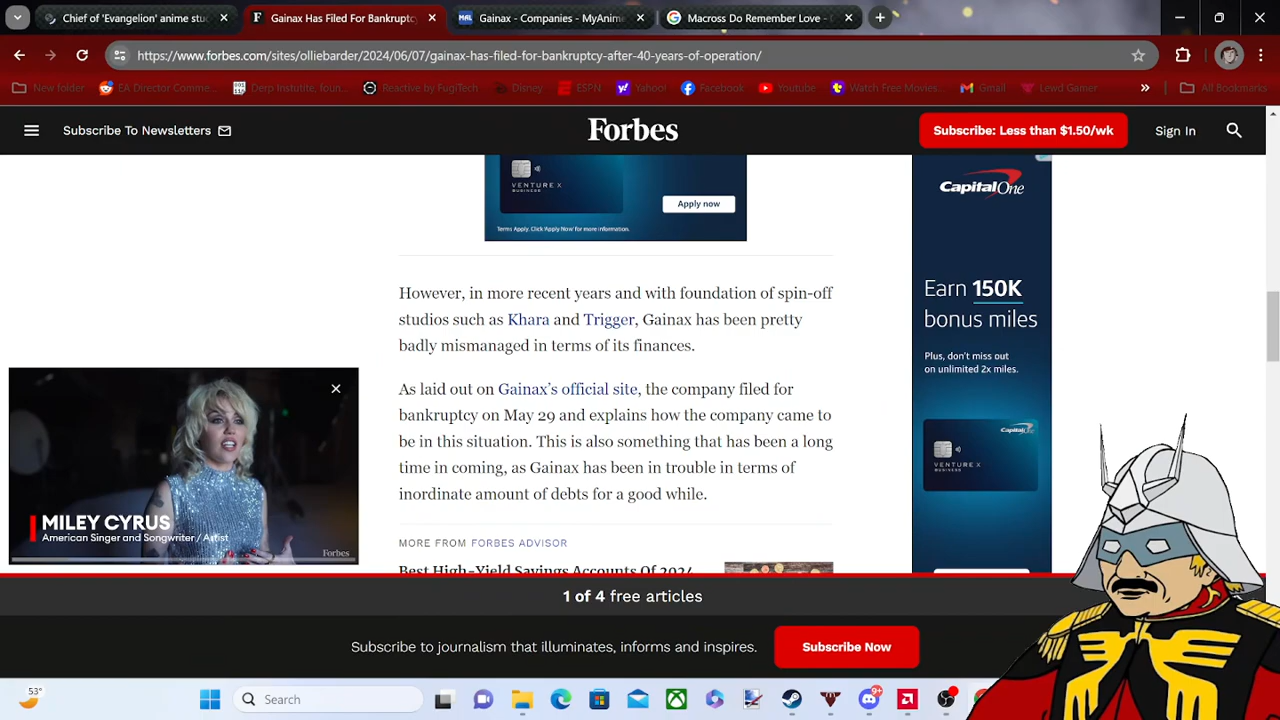 Chief of 'Evangelion' anime stu
Gainax Has Filed For Bankruptc
MAL Gainax - Companies - MyAnim
Macross Do Remember Love -
https://www.forbes.com/sites/olliebarder/2024/06/07/gainax-has-filed-for-bankruptcy-after-40-years-of-operation/
New folder
EA Director Comme...
Derp Instutite, foun...
Reactive by FugiTech
Disney
ESPN
Yahoo!
Facebook
Youtube
Watch Free Movies...
Gmail
Lewd Gamer
All Bookmarks
Subscribe To Newsletters
Forbes
Subscribe: Less than $1.50/wk
Sign In
VENTURE X
BUSINESS
Apply now
Terms Apply. Click 'Apply Now' for more information.
However, in more recent years and with foundation of spin-off
studios such as Khara and Trigger, Gainax has been pretty
badly mismanaged in terms of its finances.
As laid out on Gainax's official site, the company filed for
bankruptcy on May 29 and explains how the company came to
be in this situation. This is also something that has been a long
time in coming, as Gainax has been in trouble in terms of
inordinate amount of debts for a good while.
MORE FROM FORBES ADVISOR
Best High-Yield Savings Accounts Of 2024
Capital One
Earn 150K
bonus miles
Plus, don't miss out
on unlimited 2x miles.
Capital One
VENTURE X
BUSINESS
MILEY CYRUS
American Singer and Songwriter / Artist
Forbes
1 of 4 free articles
Subscribe to journalism that illuminates, informs and inspires.
Subscribe Now
53°
Search
9+